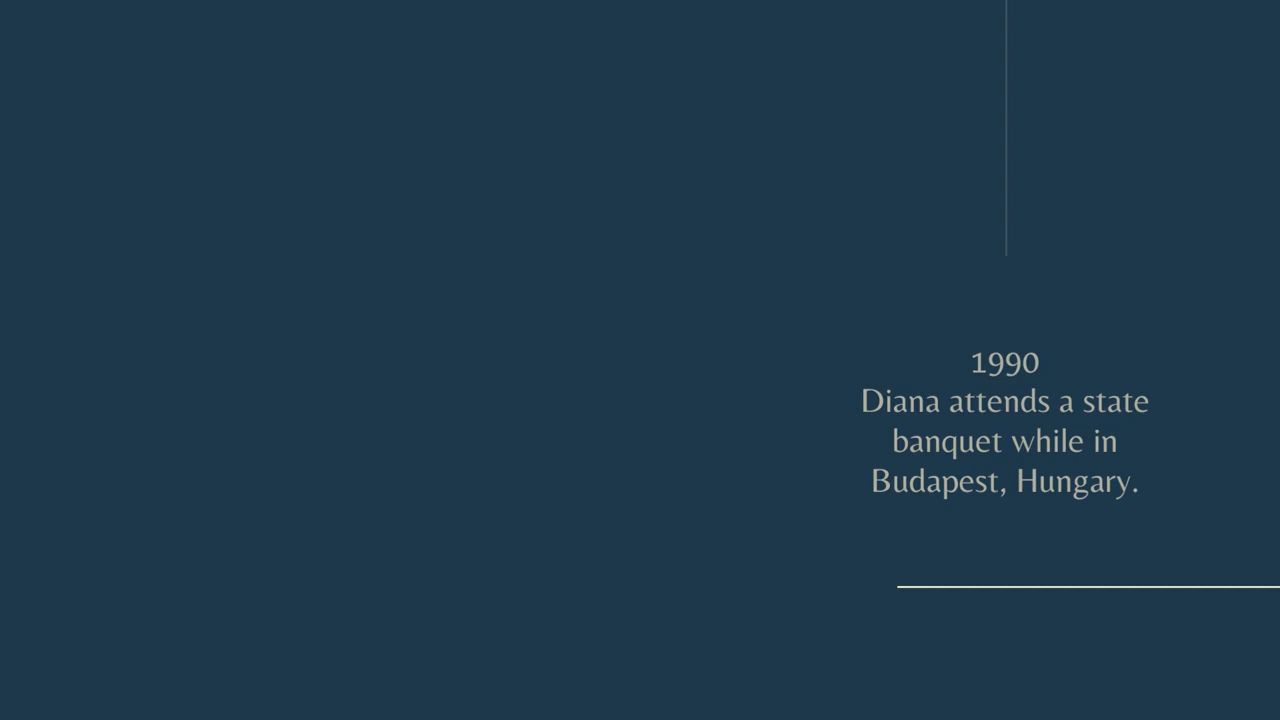 1990
Diana attends a state
banquet while in
Budapest, Hungary.